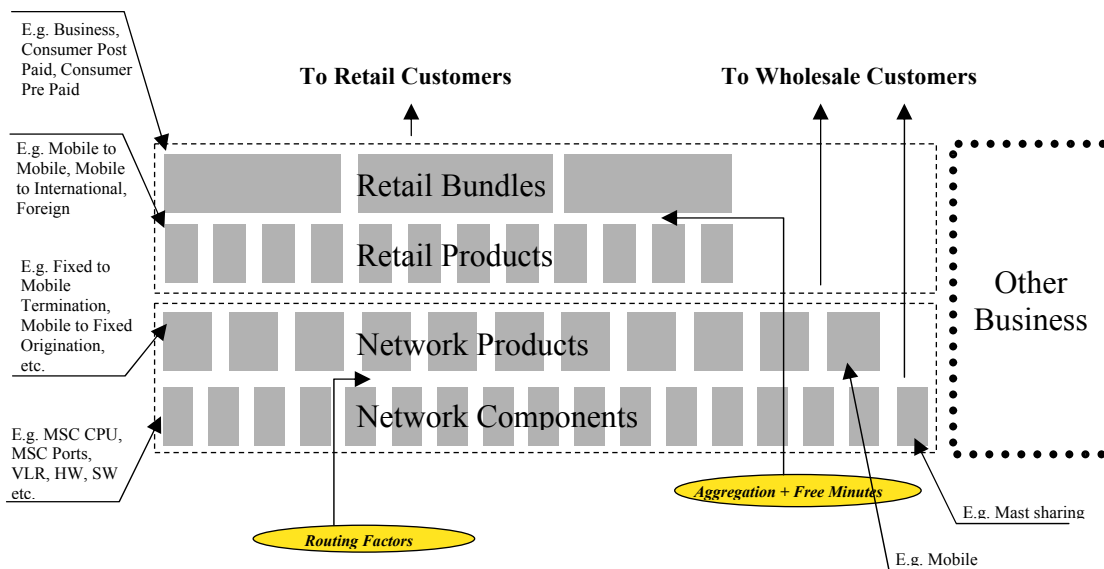 E.g. Business,
Consumer Post
Paid, Consumer
Pre Paid
To Retail Customers
To Wholesale Customers
E.g. Mobile to
Mobile, Mobile
to International,
Foreign
Retail Bundles
Retail Products
E.g. Fixed to
Mobile
Termination,
Mobile to Fixed
Origination,
etc.
Other
Business
Network Products
Network Components
E.g. MSC CPU,
MSC Ports,
VLR, HW, SW
etc.
Aggregation + Free Minutes
E.g. Mast sharing
Routing Factors
E.g. Mobile